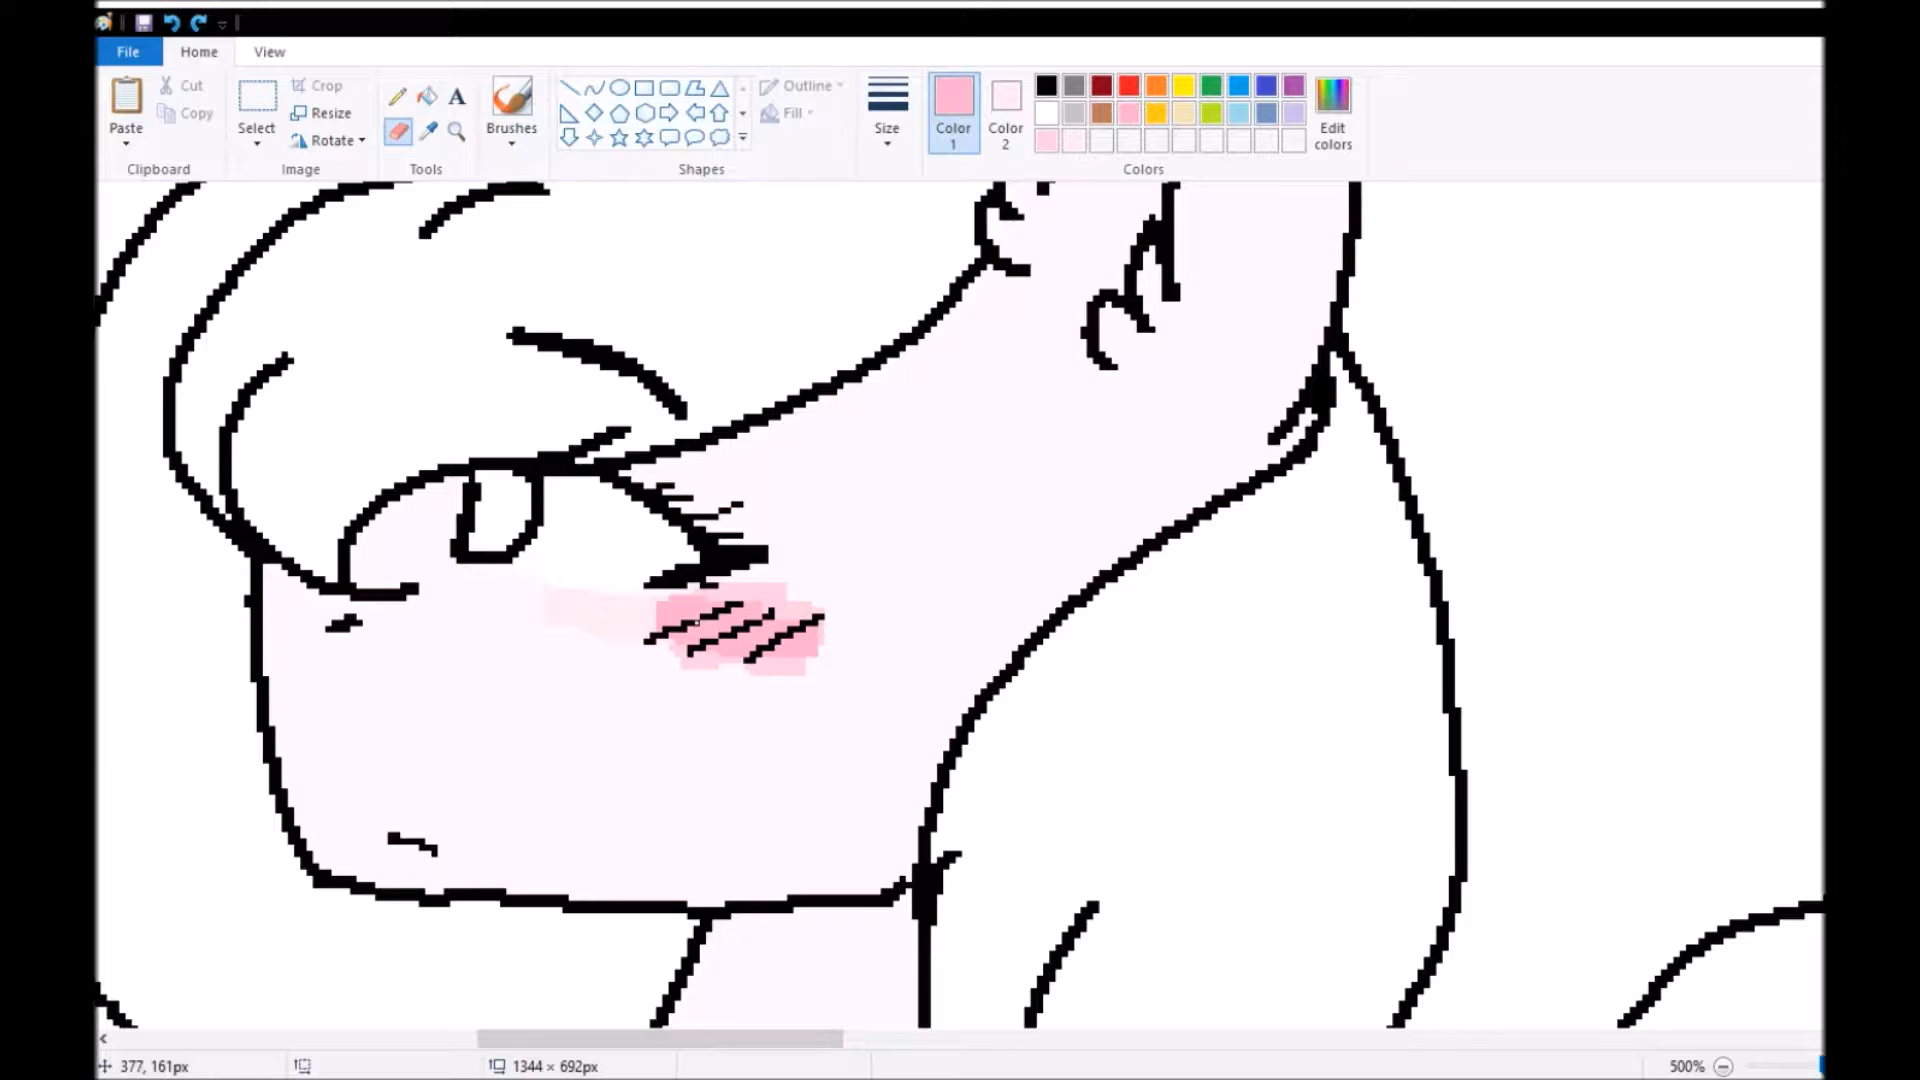 File Home View
Paste
Cut
Copy
Clipboard
Select
Crop
Resize
Rotate
Image
A
Tools
Brushes
Shapes
Outline
Fill
Size
Color 1
Color 2
Edit colors
Colors
377, 161px
1344 × 692px
500%